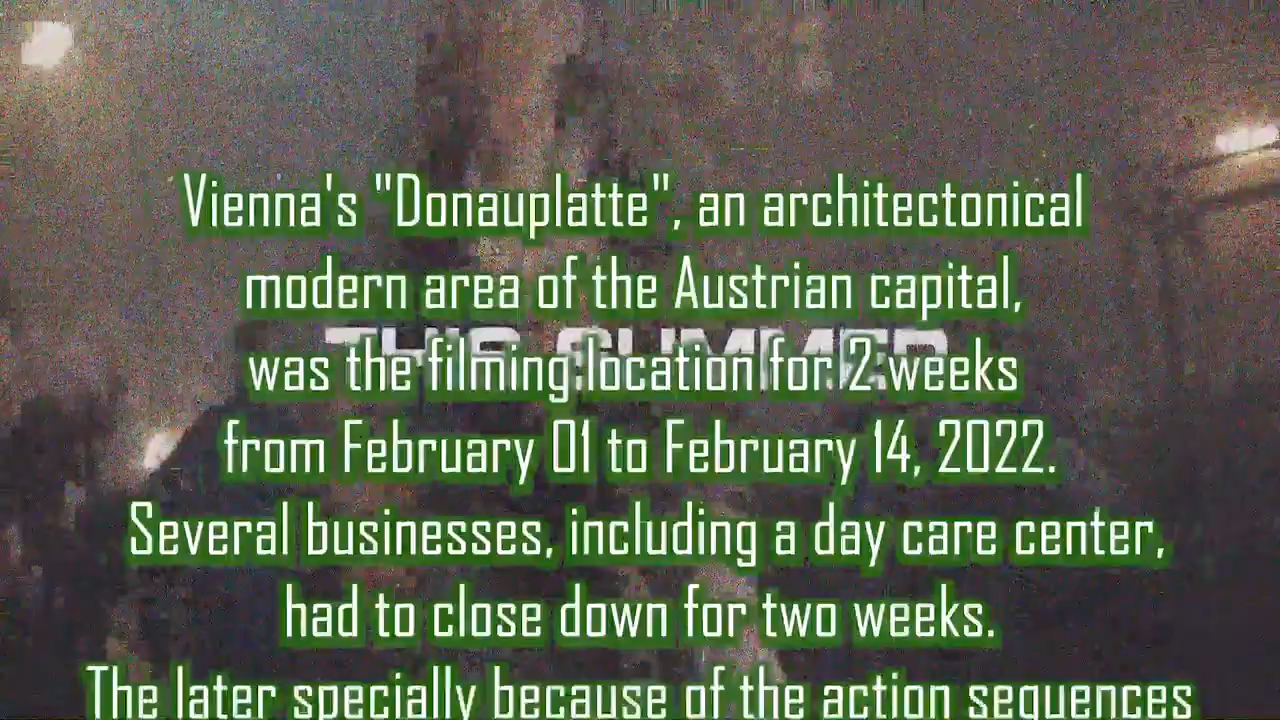 Vienna's "Donauplatte", an architectonical
modern area of the Austrian capital,
THIS SUMMER
was the filming location for 2 weeks
from February 01 to February 14, 2022.
Several businesses, including a day care center,
had to close down for two weeks.
The later specially because of the action sequences